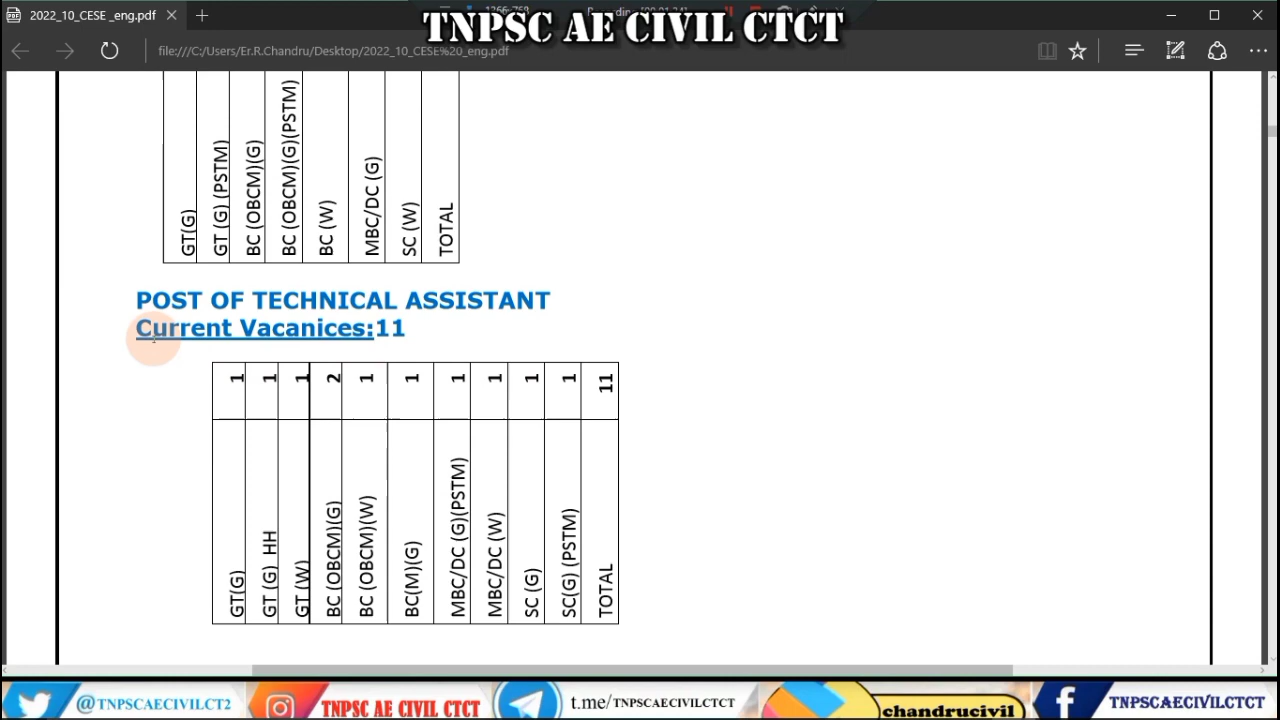 2022_10_CESE _eng.pdf
TNPSC AE CIVIL CTCT
file:///C:/Users/Er.R.Chandru/Desktop/2022_10_CESE%20_eng.pdf
GT(G)
GT (G) (PSTM)
BC (OBCM)(G)
BC (OBCM)(G)(PSTM)
BC (W)
MBC/DC (G)
SC (W)
TOTAL
POST OF TECHNICAL ASSISTANT
Current Vacanices:11
1 1 1 2 1 1 1 1 1 1 11
GT(G)
GT (G) HH
GT (W)
BC (OBCM)(G)
BC (OBCM)(W)
BC(M)(G)
MBC/DC (G)(PSTM)
MBC/DC (W)
SC (G)
SC(G) (PSTM)
TOTAL
@TNPSCAECIVILCT2
TNPSC AE CIVIL CTCT
t.me/TNPSCAECIVILCTCT
chandrucivil
TNPSCAECIVILCTCT